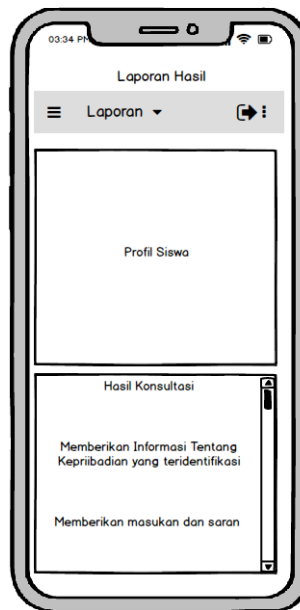 03:34 PM
Laporan Hasil
Laporan
Profil Siswa
Hasil Konsultasi
Memberikan Informasi Tentang
Kepribadian yang teridentifikasi
Memberikan masukan dan saran